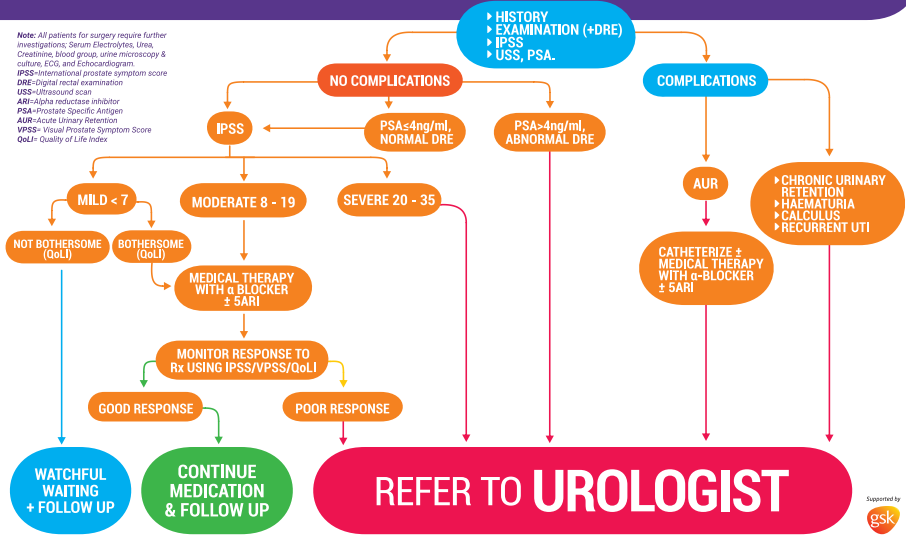 HISTORY
EXAMINATION (+DRE)
IPSS
USS, PSA.
Note: All patients for surgery require further
investigations; Serum Electrolytes, Urea,
Creatinine, blood group, urine microscopy &
culture, ECG, and Echocardiogram.
IPSS=International prostate symptom score
DRE=Digital rectal examination
USS=Ultrasound scan
ARI=Alpha reductase inhibitor
PSA=Prostate Specific Antigen
AUR=Acute Urinary Retention
VPSS= Visual Prostate Symptom Score
QoLI= Quality of Life Index
NO COMPLICATIONS
COMPLICATIONS
IPSS
PSA≤4ng/ml,
NORMAL DRE
PSA>4ng/ml,
ABNORMAL DRE
MILD < 7
MODERATE 8 - 19
SEVERE 20 - 35
AUR
CHRONIC URINARY
RETENTION
HAEMATURIA
CALCULUS
RECURRENT UTI
NOT BOTHERSOME
(QoLI)
BOTHERSOME
(QoLI)
MEDICAL THERAPY
WITH α BLOCKER
± 5ARI
CATHETERIZE ±
MEDICAL THERAPY
WITH α-BLOCKER
± 5ARI
MONITOR RESPONSE TO
Rx USING IPSS/VPSS/QoLI
GOOD RESPONSE
POOR RESPONSE
WATCHFUL
WAITING
+ FOLLOW UP
CONTINUE
MEDICATION
& FOLLOW UP
REFER TO UROLOGIST
Supported by
gsk